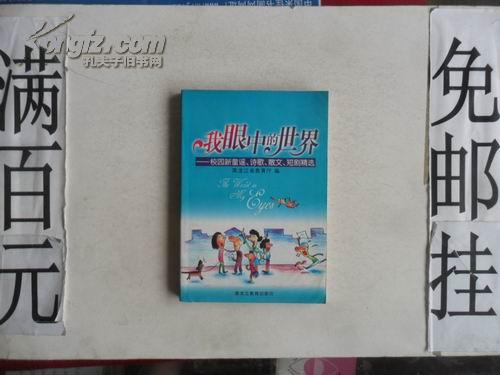 kongfz.com
孔夫子旧书网
满百元
免邮挂
我眼中的世界
——校园新童谣、诗歌、散文、短剧精选
黑龙江省教育厅 编
The World in
My
Eyes
黑龙江教育出版社